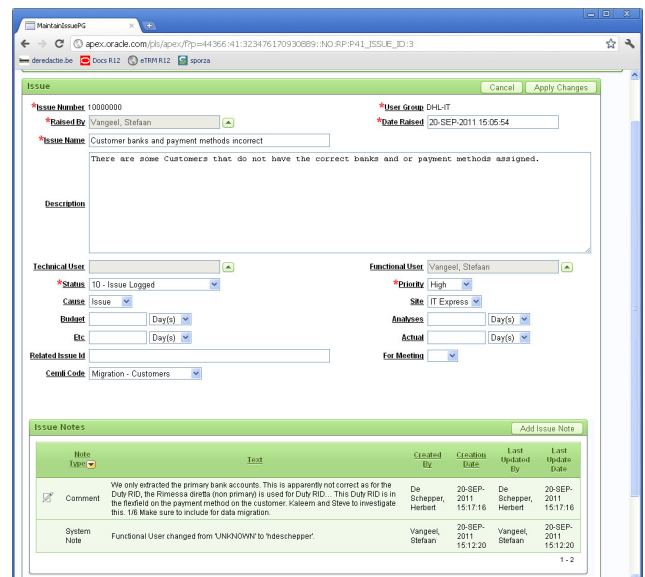 MaintainIssuePG
apex.oracle.com/pls/apex/f?p=44366:41:323476170930889::NO:RP:P41_ISSUE_ID:3
deredactie.be Docs R12 eTRM R12 sporza
Issue Cancel Apply Changes
*Issue Number 10000000 *User Group DHL-IT
*Raised By Vangeel, Stefaan *Date Raised 20-SEP-2011 15:05:54
*Issue Name Customer banks and payment methods incorrect
There are some Customers that do not have the correct banks and or payment methods assigned.
Description
Technical User Functional User Vangeel, Stefaan
*Status 10 - Issue Logged *Priority High
Cause Issue Site IT Express
Budget Day(s) Analyses Day(s)
Etc Day(s) Actual Day(s)
Related Issue Id For Meeting
Cemli Code Migration - Customers
Issue Notes Add Issue Note
Note Type Text Created By Creation Date Last Updated By Last Update Date
Comment
We only extracted the primary bank accounts. This is apparently not correct as for the
Duty RID, the Rimessa diretta (non primary) is used for Duty RID... This Duty RID is in
the flexfield on the payment method on the customer. Kaleem and Steve to investigate
this. 1/6 Make sure to include for data migration.
De Schepper, Herbert 20-SEP-2011 15:17:16 De Schepper, Herbert 20-SEP-2011 15:17:16
System Note Functional User changed from 'UNKNOWN' to 'hdeschepper'. Vangeel, Stefaan 20-SEP-2011 15:12:20 Vangeel, Stefaan 20-SEP-2011 15:12:20
1 - 2